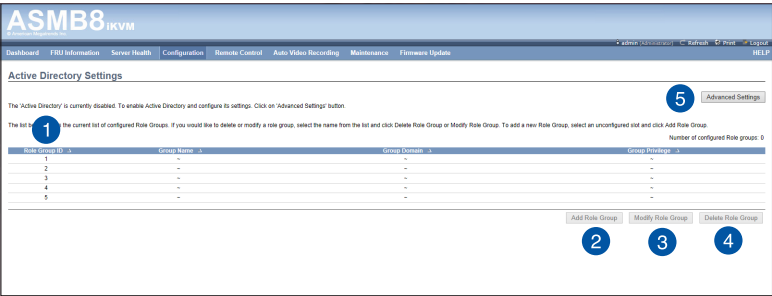 ASMB8 iKVM
© American Megatrends Inc.
admin (Administrator) Refresh Print Logout
Dashboard FRU Information Server Health Configuration Remote Control Auto Video Recording Maintenance Firmware Update HELP
Active Directory Settings
5 Advanced Settings
The 'Active Directory' is currently disabled. To enable Active Directory and configure its settings. Click on 'Advanced Settings' button.
The list be the current list of configured Role Groups. If you would like to delete or modify a role group, select the name from the list and click Delete Role Group or Modify Role Group. To add a new Role Group, select an unconfigured slot and click Add Role Group.
1
Number of configured Role groups: 0
Role Group ID Group Name Group Domain Group Privilege
1 ~ ~ ~
2 ~ ~ ~
3 ~ ~ ~
4 ~ ~ ~
5 ~ ~ ~
Add Role Group Modify Role Group Delete Role Group
2 3 4